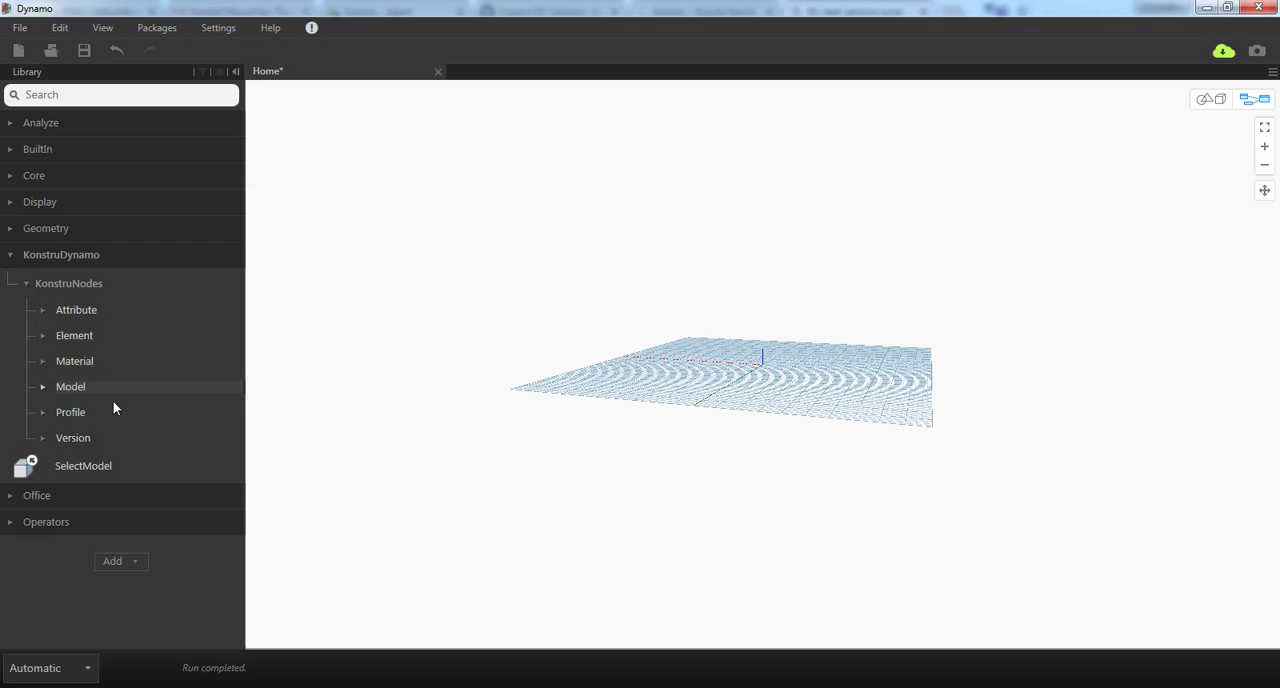 Dynamo
File Edit View Packages Settings Help
Library
Home*
Search
Analyze
BuiltIn
Core
Display
Geometry
KonstruDynamo
KonstruNodes
Attribute
Element
Material
Model
Profile
Version
SelectModel
Office
Operators
Add
Automatic
Run completed.